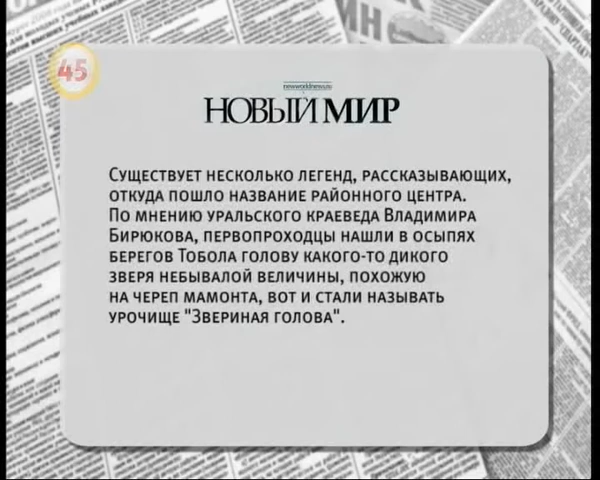 45
newworldnews.ru
НОВЫЙ МИР
Существует несколько легенд, рассказывающих,
откуда пошло название районного центра.
По мнению уральского краеведа Владимира
Бирюкова, первопроходцы нашли в осыпях
берегов Тобола голову какого-то дикого
зверя небывалой величины, похожую
на череп мамонта, вот и стали называть
урочище "Звериная голова".